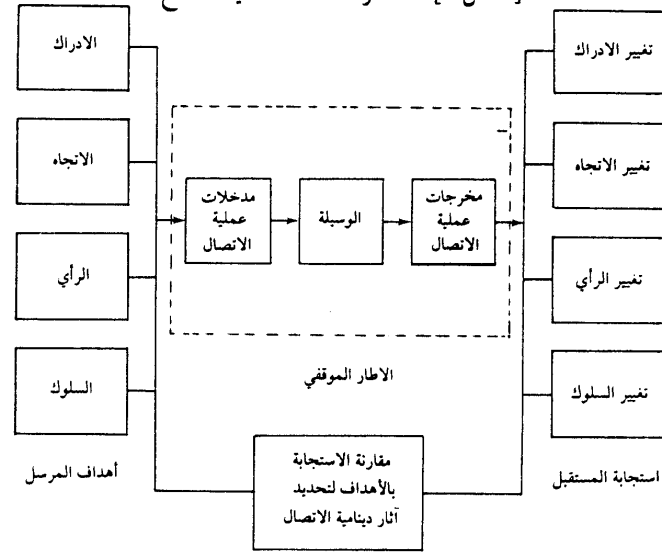 الادراك
الاتجاه
الرأي
السلوك
أهداف المرسل
مدخلات
عملية
الاتصال
الوسيلة
مخرجات
عملية
الاتصال
الاطار الموقفي
مقارنة الاستجابة
بالأهداف لتحديد
آثار دينامية الاتصال
تغيير الادراك
تغيير الاتجاه
تغيير الرأي
تغيير السلوك
استجابة المستقبل